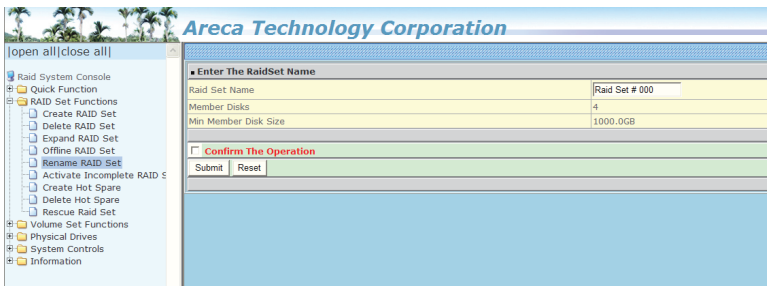 Areca Technology Corporation
|open all|close all|
Raid System Console
Quick Function
RAID Set Functions
Create RAID Set
Delete RAID Set
Expand RAID Set
Offline RAID Set
Rename RAID Set
Activate Incomplete RAID S
Create Hot Spare
Delete Hot Spare
Rescue Raid Set
Volume Set Functions
Physical Drives
System Controls
Information
Enter The RaidSet Name
Raid Set Name Raid Set # 000
Member Disks 4
Min Member Disk Size 1000.0GB
Confirm The Operation
Submit Reset